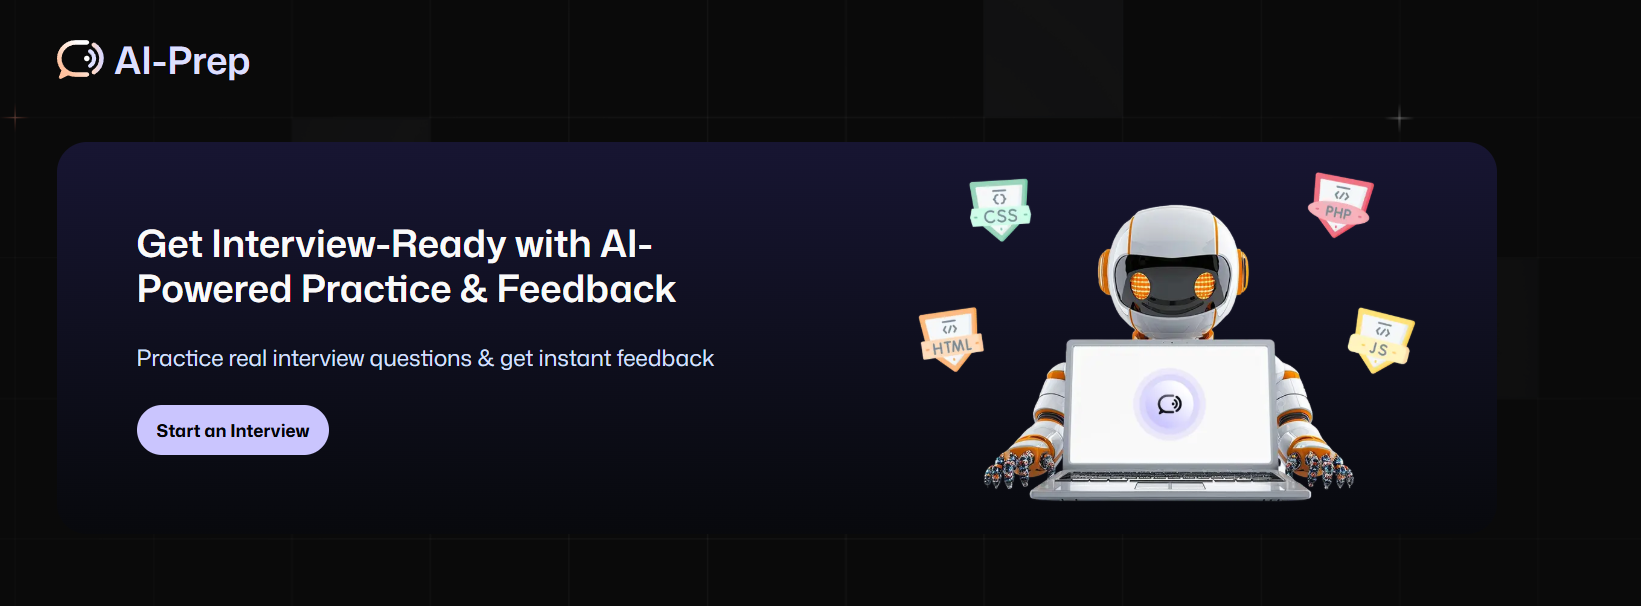 AI-Prep
Get Interview-Ready with AI-
Powered Practice & Feedback
Practice real interview questions & get instant feedback
Start an Interview
CSS
PHP
HTML
JS